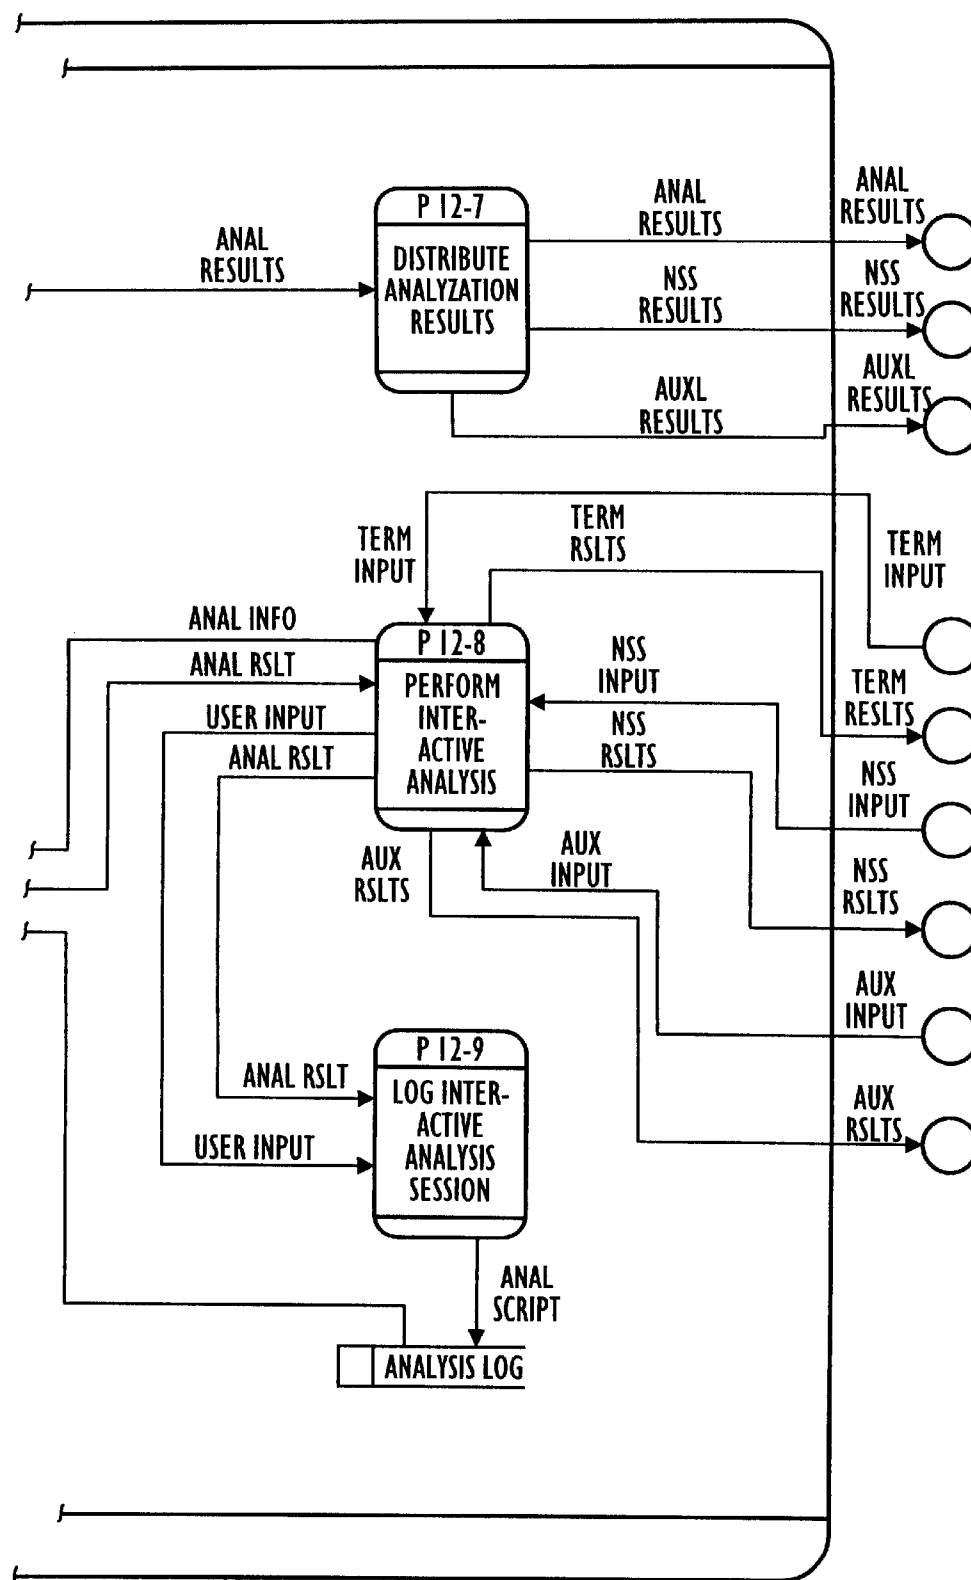 P 12-7
DISTRIBUTE
ANALYZATION
RESULTS
ANAL
RESULTS
ANAL
RESULTS
ANAL
RESULTS
NSS
RESULTS
NSS
RESULTS
AUXL
RESULTS
AUXL
RESULTS
TERM
INPUT
TERM
RSLTS
TERM
INPUT
ANAL INFO
ANAL RSLT
USER INPUT
ANAL RSLT
P 12-8
PERFORM
INTER-
ACTIVE
ANALYSIS
NSS
INPUT
NSS
RSLTS
TERM
RESLTS
NSS
INPUT
AUX
RSLTS
AUX
INPUT
NSS
RSLTS
AUX
INPUT
P 12-9
LOG INTER-
ACTIVE
ANALYSIS
SESSION
ANAL RSLT
USER INPUT
AUX
RSLTS
ANAL
SCRIPT
ANALYSIS LOG